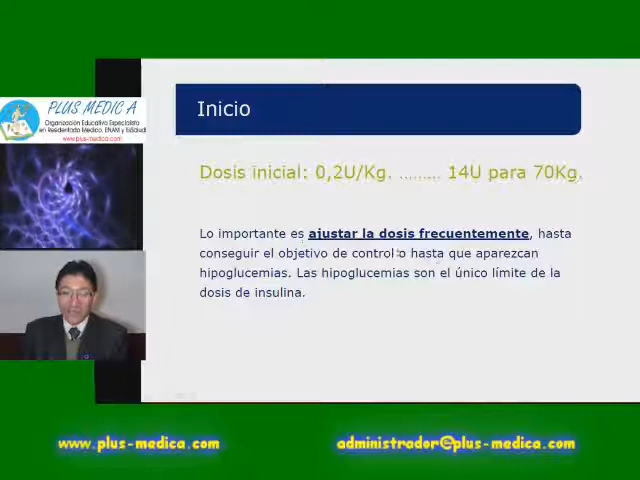 PLUS MEDIC A
Organización Educativa Especialista
en Residentado Médico, ENAM y EsSalud
www.plus-medica.com
Inicio
Dosis inicial: 0,2U/Kg. ......... 14U para 70Kg.
Lo importante es ajustar la dosis frecuentemente, hasta
conseguir el objetivo de control o hasta que aparezcan
hipoglucemias. Las hipoglucemias son el único límite de la
dosis de insulina.
www.plus-medica.com
administrador@plus-medica.com